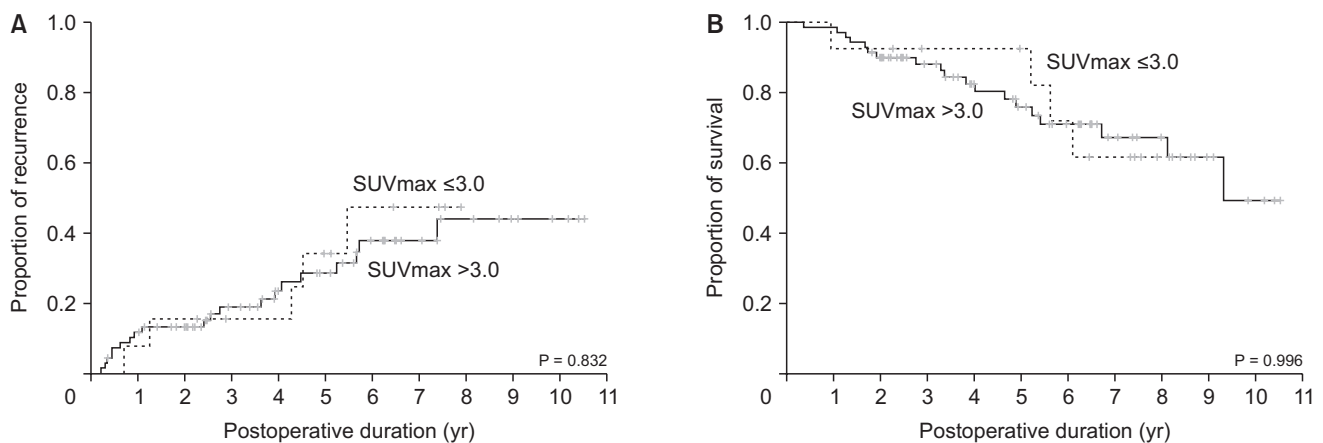 A
1.0
0.8
0.6
0.4
0.2
Proportion of recurrence
SUVmax ≤3.0
SUVmax >3.0
P = 0.832
0 1 2 3 4 5 6 7 8 9 10 11
Postoperative duration (yr)
B
1.0
0.8
0.6
0.4
0.2
Proportion of survival
SUVmax ≤3.0
SUVmax >3.0
P = 0.996
0 1 2 3 4 5 6 7 8 9 10 11
Postoperative duration (yr)